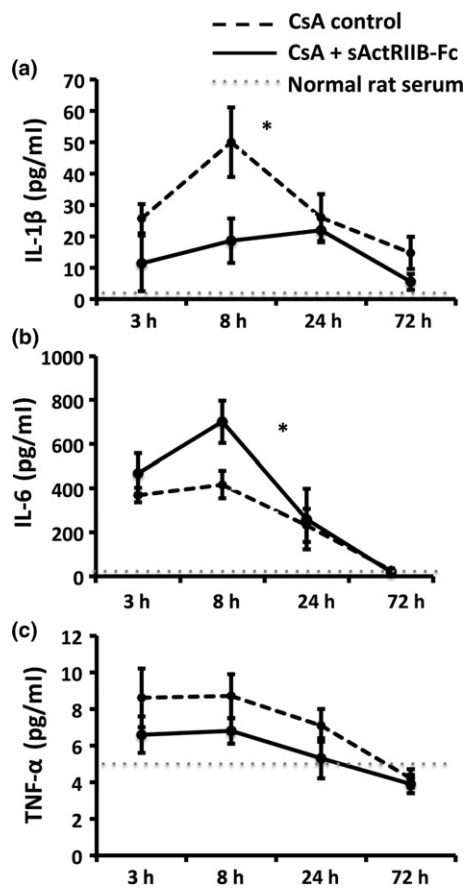 CsA control
CsA + sActRIIB-Fc
Normal rat serum
(a)
IL-1β (pg/ml)
70
60
50
40
30
20
10
0
*
3 h 8 h 24 h 72 h
(b)
IL-6 (pg/ml)
1000
800
600
400
200
0
*
3 h 8 h 24 h 72 h
(c)
TNF-α (pg/ml)
12
10
8
6
4
2
0
3 h 8 h 24 h 72 h